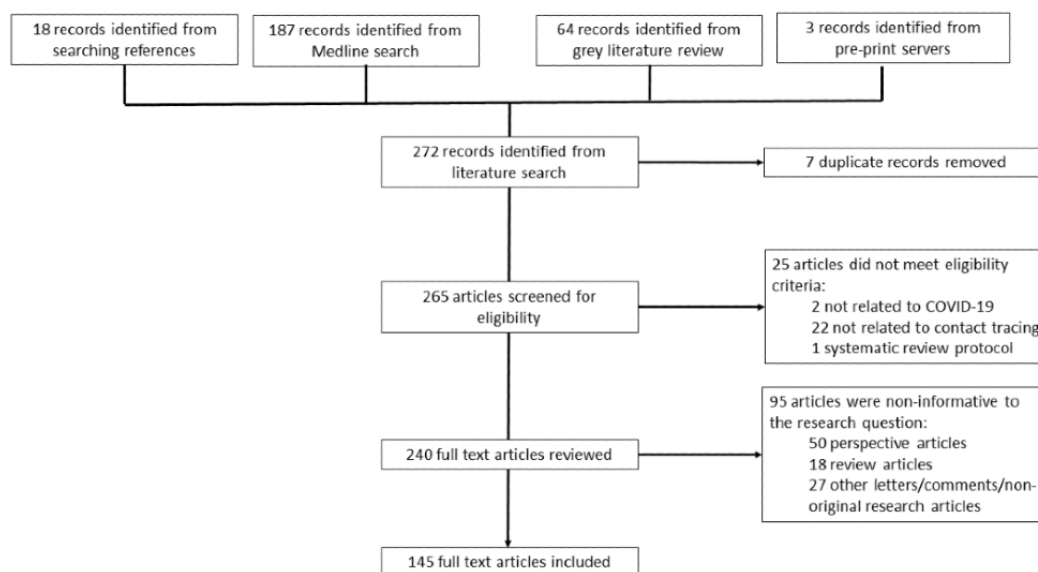 18 records identified from
searching references
187 records identified from
Medline search
64 records identified from
grey literature review
3 records identified from
pre-print servers
272 records identified from
literature search
7 duplicate records removed
265 articles screened for
eligibility
25 articles did not meet eligibility
criteria:
2 not related to COVID-19
22 not related to contact tracing
1 systematic review protocol
240 full text articles reviewed
95 articles were non-informative to
the research question:
50 perspective articles
18 review articles
27 other letters/comments/non-
original research articles
145 full text articles included